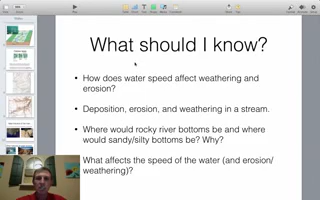 What should I know?
• How does water speed affect weathering and
erosion?
• Deposition, erosion, and weathering in a stream.
• Where would rocky river bottoms be and where
would sandy/silty bottoms be? Why?
What affects the speed of the water (and erosion/
weathering)?